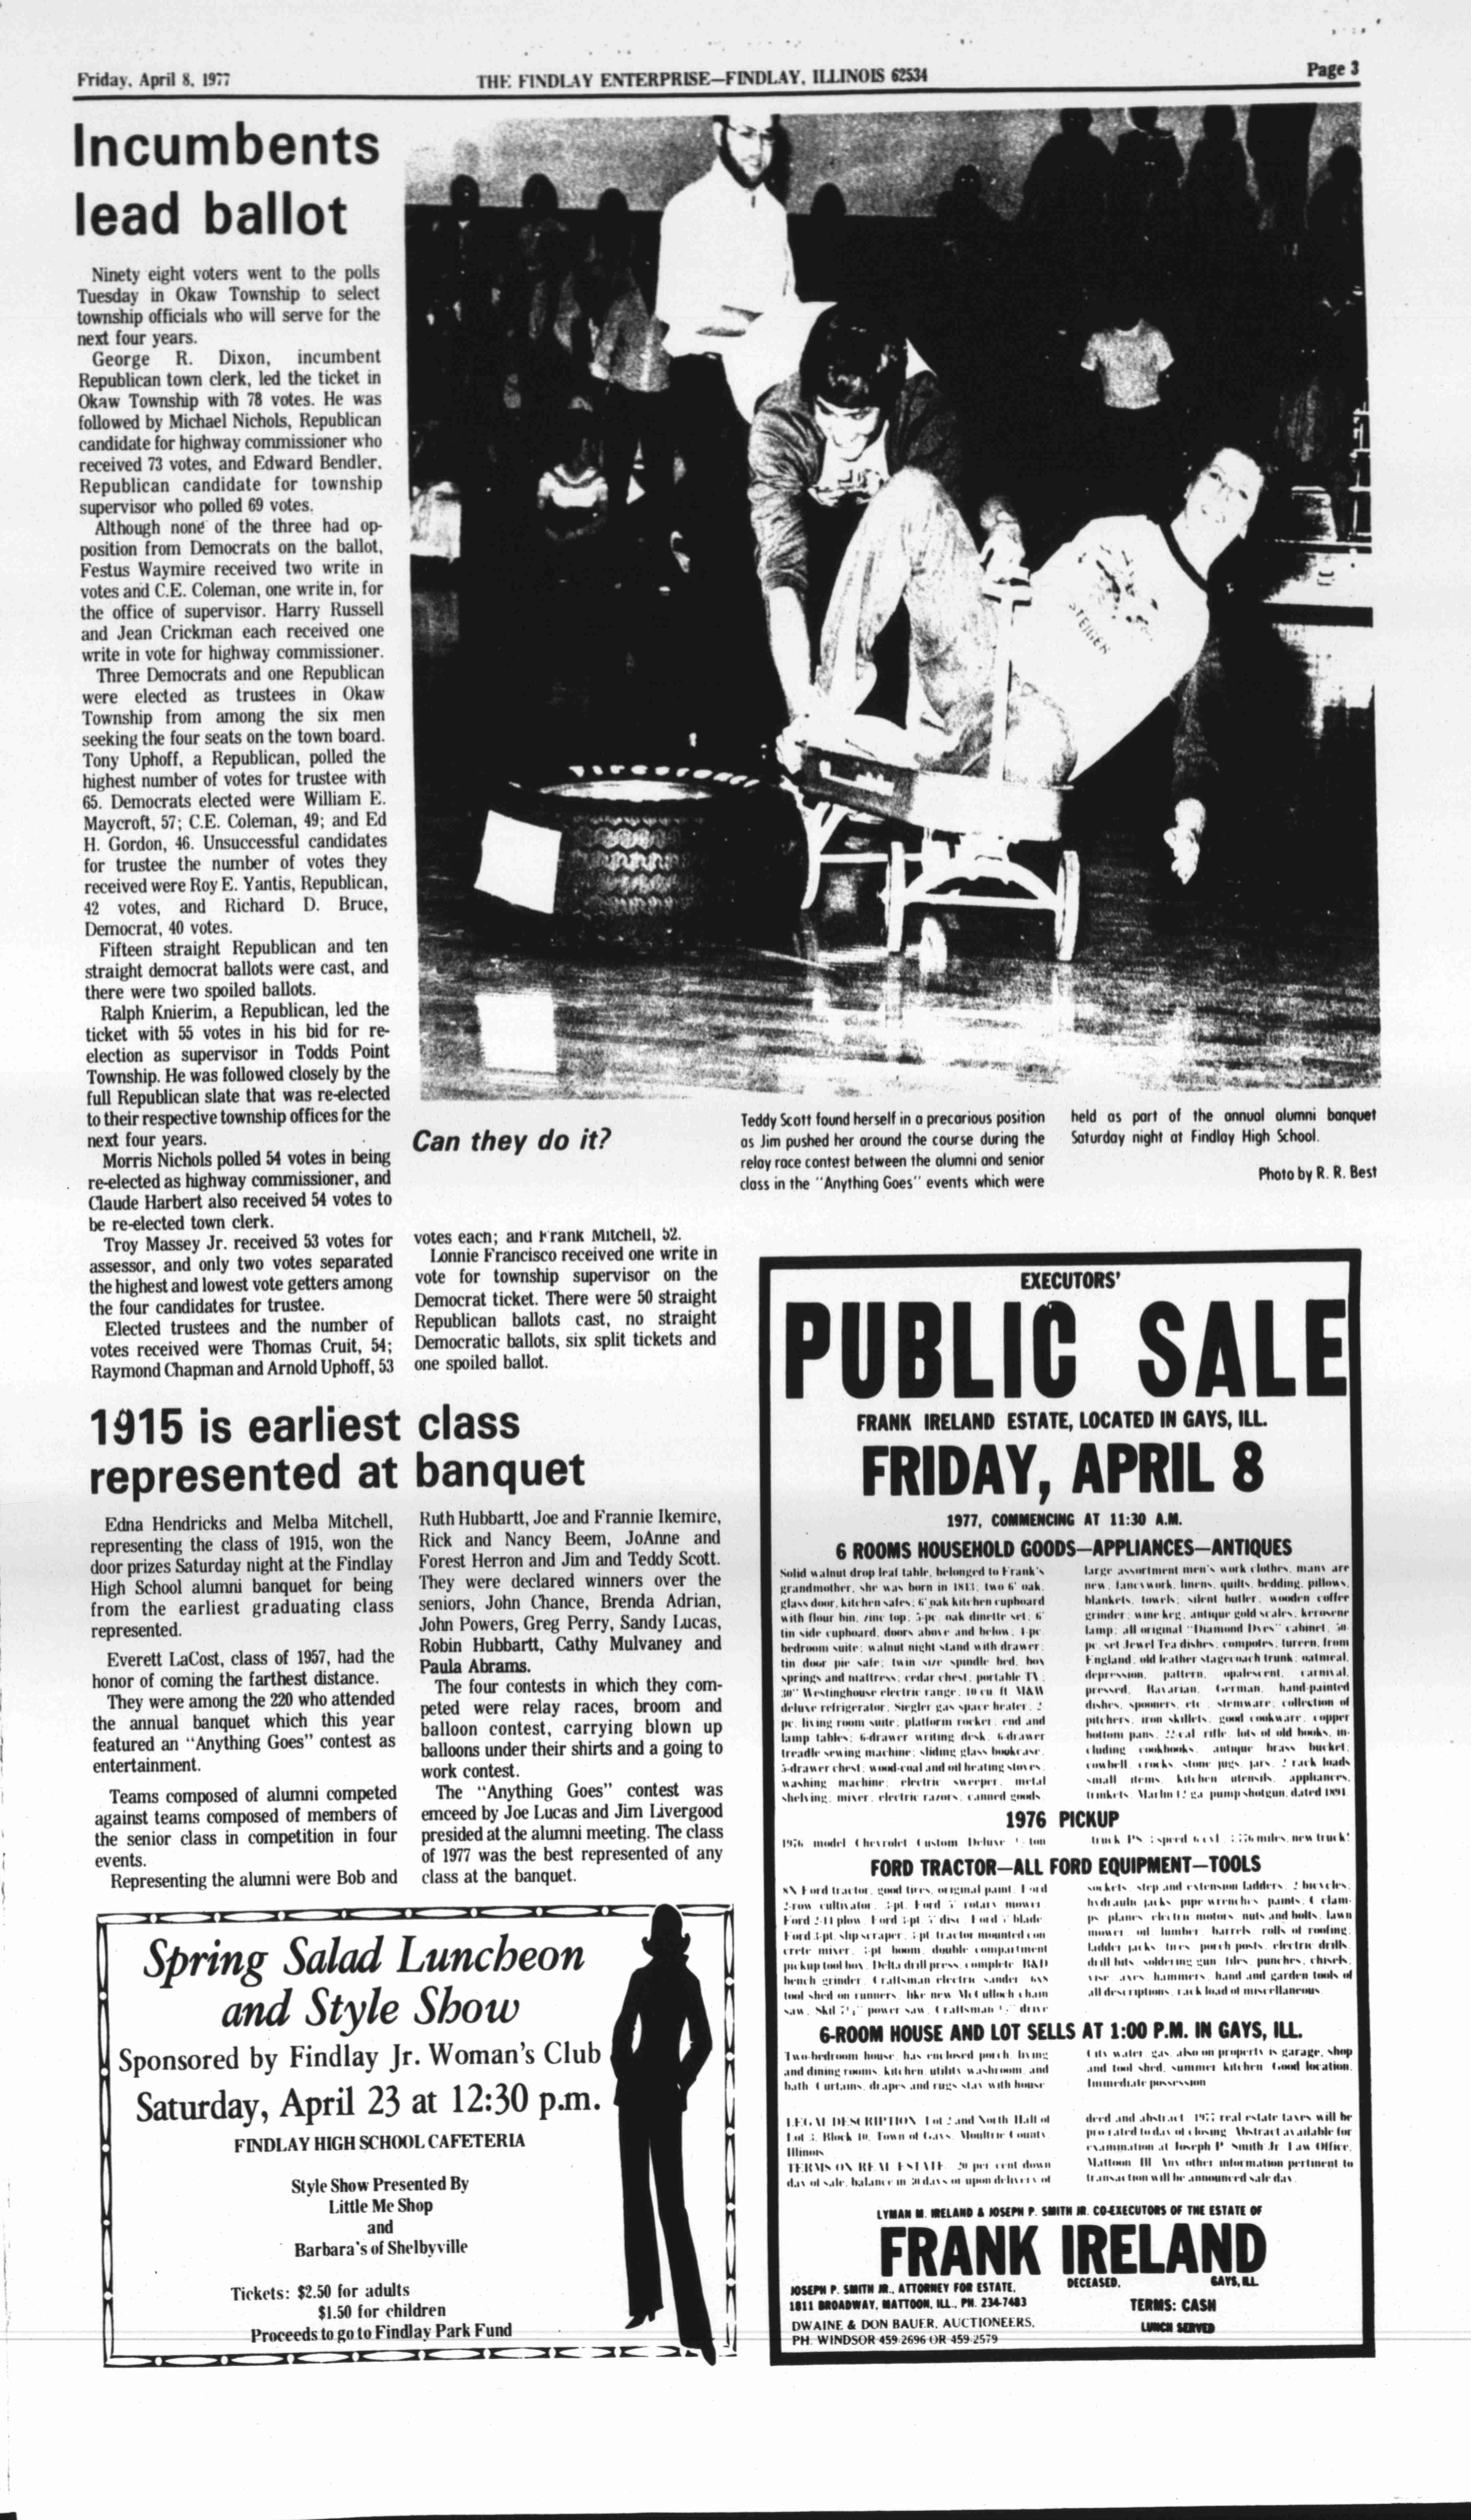 Friday, April 8, 1977
THE FINDLAY ENTERPRISE—FINDLAY, ILLINOIS 62534
Page 3
Incumbents
lead ballot
Ninety eight voters went to the polls
Tuesday in Okaw Township to select
township officials who will serve for the
next four years.
George R. Dixon, incumbent
Republican town clerk, led the ticket in
Okaw Township with 78 votes. He was
followed by Michael Nichols, Republican
candidate for highway commissioner who
received 73 votes, and Edward Bendler,
Republican candidate for township
supervisor who polled 69 votes.
Although none of the three had op-
position from Democrats on the ballot,
Festus Waymire received two write in
votes and C.E. Coleman, one write in, for
the office of supervisor. Harry Russell
and Jean Crickman each received one
write in vote for highway commissioner.
Three Democrats and one Republican
were elected as trustees in Okaw
Township from among the six men
seeking the four seats on the town board.
Tony Uphoff, a Republican, polled the
highest number of votes for trustee with
65. Democrats elected were William E.
Maycroft, 57; C.E. Coleman, 49; and Ed
H. Gordon, 46. Unsuccessful candidates
for trustee the number of votes they
received were Roy E. Yantis, Republican,
42 votes, and Richard D. Bruce,
Democrat, 40 votes.
Fifteen straight Republican and ten
straight democrat ballots were cast, and
there were two spoiled ballots.
Ralph Knierim, a Republican, led the
ticket with 55 votes in his bid for re-
election as supervisor in Todds Point
Township. He was followed closely by the
full Republican slate that was re-elected
to their respective township offices for the
next four years.
Morris Nichols polled 54 votes in being
re-elected as highway commissioner, and
Claude Harbert also received 54 votes to
be re-elected town clerk.
Troy Massey Jr. received 53 votes for
assessor, and only two votes separated
the highest and lowest vote getters among
the four candidates for trustee.
Elected trustees and the number of
votes received were Thomas Cruit, 54;
Raymond Chapman and Arnold Uphoff, 53
votes each; and Frank Mitchell, 52.
Lonnie Francisco received one write in
vote for township supervisor on the
Democrat ticket. There were 50 straight
Republican ballots cast, no straight
Democratic ballots, six split tickets and
one spoiled ballot.
STEIGER
Can they do it?
Teddy Scott found herself in a precarious position
as Jim pushed her around the course during the
relay race contest between the alumni and senior
class in the "Anything Goes" events which were
held as part of the annual alumni banquet
Saturday night at Findlay High School.
Photo by R. R. Best
1915 is earliest class
represented at banquet
Edna Hendricks and Melba Mitchell,
representing the class of 1915, won the
door prizes Saturday night at the Findlay
High School alumni banquet for being
from the earliest graduating class
represented.
Everett LaCost, class of 1957, had the
honor of coming the farthest distance.
They were among the 220 who attended
the annual banquet which this year
featured an "Anything Goes" contest as
entertainment.
Teams composed of alumni competed
against teams composed of members of
the senior class in competition in four
events.
Representing the alumni were Bob and
Ruth Hubbartt, Joe and Frannie Ikemire,
Rick and Nancy Beem, JoAnne and
Forest Herron and Jim and Teddy Scott.
They were declared winners over the
seniors, John Chance, Brenda Adrian,
John Powers, Greg Perry, Sandy Lucas,
Robin Hubbartt, Cathy Mulvaney and
Paula Abrams.
The four contests in which they com-
peted were relay races, broom and
balloon contest, carrying blown up
balloons under their shirts and a going to
work contest.
The "Anything Goes" contest was
emceed by Joe Lucas and Jim Livergood
presided at the alumni meeting. The class
of 1977 was the best represented of any
class at the banquet.
Spring Salad Luncheon
and Style Show
Sponsored by Findlay Jr. Woman's Club
Saturday, April 23 at 12:30 p.m.
FINDLAY HIGH SCHOOL CAFETERIA
Style Show Presented By
Little Me Shop
and
Barbara's of Shelbyville
Tickets: $2.50 for adults
$1.50 for children
Proceeds to go to Findlay Park Fund
EXECUTORS'
PUBLIC SALE
FRANK IRELAND ESTATE, LOCATED IN GAYS, ILL.
FRIDAY, APRIL 8
1977, COMMENCING AT 11:30 A.M.
6 ROOMS HOUSEHOLD GOODS—APPLIANCES—ANTIQUES
Solid walnut drop leaf table, belonged to Frank's
grandmother, she was born in 1813; two 6' oak,
glass door, kitchen safes; 6' oak kitchen cupboard
with flour bin, zinc top; 5-pc. oak dinette set; 6'
tin side cupboard, doors above and below; 4-pc.
bedroom suite; walnut night stand with drawer;
tin door pie safe; twin size spindle bed, box
springs and mattress; cedar chest; portable TV;
30" Westinghouse electric range; 10 cu. ft. M&W
deluxe refrigerator; Siegler gas space heater; 2
pc. living room suite; platform rocker; end and
lamp tables; 6-drawer writing desk; 6-drawer
treadle sewing machine; sliding glass bookcase;
5-drawer chest; wood-coal and oil heating stoves;
washing machine; electric sweeper; metal
shelving; mixer; electric razors; canned goods;
large assortment men's work clothes, many are
new; fancywork, linens, quilts, bedding, pillows,
blankets, towels; silent butler; wooden coffee
grinder; wine keg; antique gold scales; kerosene
lamp; all original "Diamond Dyes" cabinet; 50-
pc. set Jewel Tea dishes; compotes; tureen, from
England; old leather stagecoach trunk; oatmeal,
depression, pattern, opalescent, carnival,
pressed, Bavarian, German, hand-painted
dishes, spooners, etc.; stemware; collection of
pitchers; iron skillets; good cookware; copper
bottom pans; .22 cal. rifle; lots of old books, in-
cluding cookbooks; antique brass bucket;
cowbell; crocks, stone jugs, jars; 2 rack loads
small items, kitchen utensils, appliances,
trinkets; Marlin 12 ga. pump shotgun, dated 1894.
1976 PICKUP
1976 model Chevrolet Custom Deluxe ton
truck PS 3 speed 6 cyl. miles, new truck!
FORD TRACTOR—ALL FORD EQUIPMENT—TOOLS
8N Ford tractor, good tires, original paint; Ford
2-row cultivator; 3-pt. Ford 5' rotary mower;
Ford 2-14 plow; Ford 3-pt. disc; Ford blade;
Ford 3-pt. slip scraper; 3 pt. tractor mounted con
crete mixer; 3-pt. boom; double compartment
pickup tool box; Delta drill press, complete; B&D
bench grinder; Craftsman electric sander; 6x8
tool shed on runners; like new McCulloch chain
saw; Skil 7¼" power saw; Craftsman ½" drive
sockets; step and extension ladders; 2 bicycles;
hydraulic jacks; pipe wrenches; paints; C clam-
ps; planes; electric motors; nuts and bolts; lawn
mower; oil; lumber; barrels; rolls of roofing;
ladder jacks; tires; porch posts; electric drills;
drill bits; soldering gun; files; punches; chisels;
vise; axes; hammers; hand and garden tools of
all descriptions; rack load of miscellaneous.
6-ROOM HOUSE AND LOT SELLS AT 1:00 P.M. IN GAYS, ILL.
Two-bedroom house, has enclosed porch, living
and dining rooms, kitchen, utility washroom, and
bath. Curtains, drapes and rugs stay with house.
City water, gas, also on property is garage, shop
and tool shed, summer kitchen. Good location.
Immediate possession.
LEGAL DESCRIPTION: Lot 2 and North Half of
Lot 3, Block 10, Town of Gays, Moultrie County,
Illinois.
TERMS ON REAL ESTATE: 20 per cent down
day of sale, balance in 30 days or upon delivery of
deed and abstract. 1977 real estate taxes will be
pro rated to day of closing. Abstract available for
examination at Joseph P. Smith Jr. Law Office,
Mattoon, Ill. Any other information pertinent to
transaction will be announced sale day.
LYMAN M. IRELAND & JOSEPH P. SMITH JR. CO-EXECUTORS OF THE ESTATE OF
FRANK IRELAND
DECEASED, GAYS, ILL.
JOSEPH P. SMITH JR., ATTORNEY FOR ESTATE,
1811 BROADWAY, MATTOON, ILL., PH. 234-7483
DWAINE & DON BAUER, AUCTIONEERS,
PH. WINDSOR 459-2696 OR 459-2579
TERMS: CASH
LUNCH SERVED